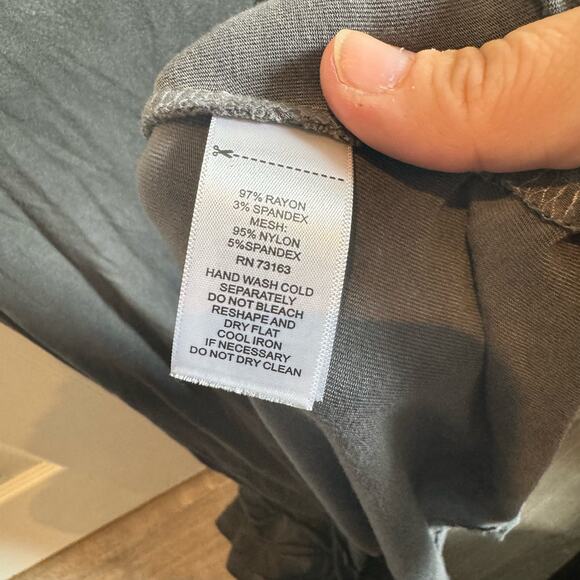 97% RAYON
3% SPANDEX
MESH:
95% NYLON
5%SPANDEX
RN 73163
HAND WASH COLD
SEPARATELY
DO NOT BLEACH
RESHAPE AND
DRY FLAT
COOL IRON
IF NECESSARY
DO NOT DRY CLEAN